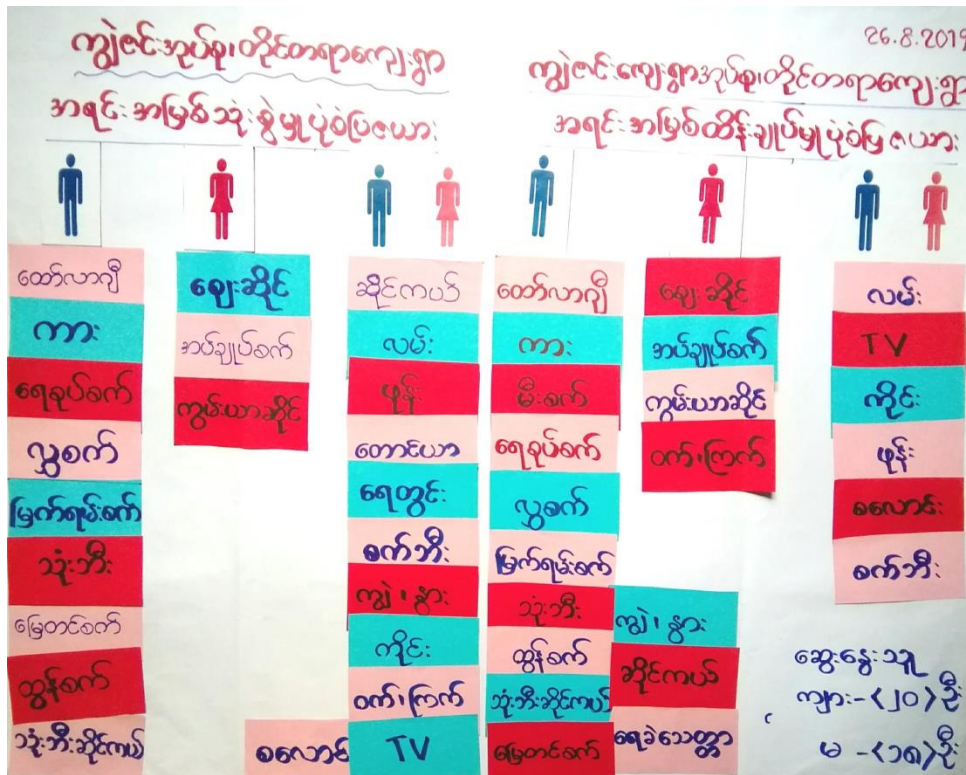 ကျွဲဇင်းအုပ်စု၊တိုင်တရာကျေးရွာ
အရင်းအမြစ်သုံးစွဲမှုပုံစံပြဇယား
26.8.2019
ကျွဲဇင်းကျေးရွာအုပ်စု၊တိုင်တရာကျေးရွာ
အရင်းအမြစ်ထိန်းချုပ်မှုပုံစံပြဇယား
ထော်လာဂျီ
ကား
ရေစုပ်စက်
လွှစက်
မြက်ရမ်းစက်
သုံးဘီး
မြေတင်စက်
ထွန်စက်
သုံးဘီးဆိုင်ကယ်
ဈေးဆိုင်
အပ်ချုပ်စက်
ကွမ်းယာဆိုင်
စလောင်း
ဆိုင်ကယ်
လမ်း
ဖုန်း
တောင်ယာ
ရေတွင်း
စက်ဘီး
ကျွဲ၊နွား
ကိုင်း
ဝက်၊ကြက်
TV
ထော်လာဂျီ
ကား
မီးစက်
ရေစုပ်စက်
လွှစက်
မြက်ရမ်းစက်
သုံးဘီး
ထွန်စက်
သုံးဘီးဆိုင်ကယ်
မြေတင်စက်
ဈေးဆိုင်
အပ်ချုပ်စက်
ကွမ်းယာဆိုင်
ဝက်၊ကြက်
ကျွဲ၊နွား
ဆိုင်ကယ်
ရေခဲသေတ္တာ
လမ်း
TV
ကိုင်း
ဖုန်း
စလောင်း
စက်ဘီး
ဆွေးနွေးသူ
ကျား-<၂၀>ဦး
မ -<၁၈>ဦး